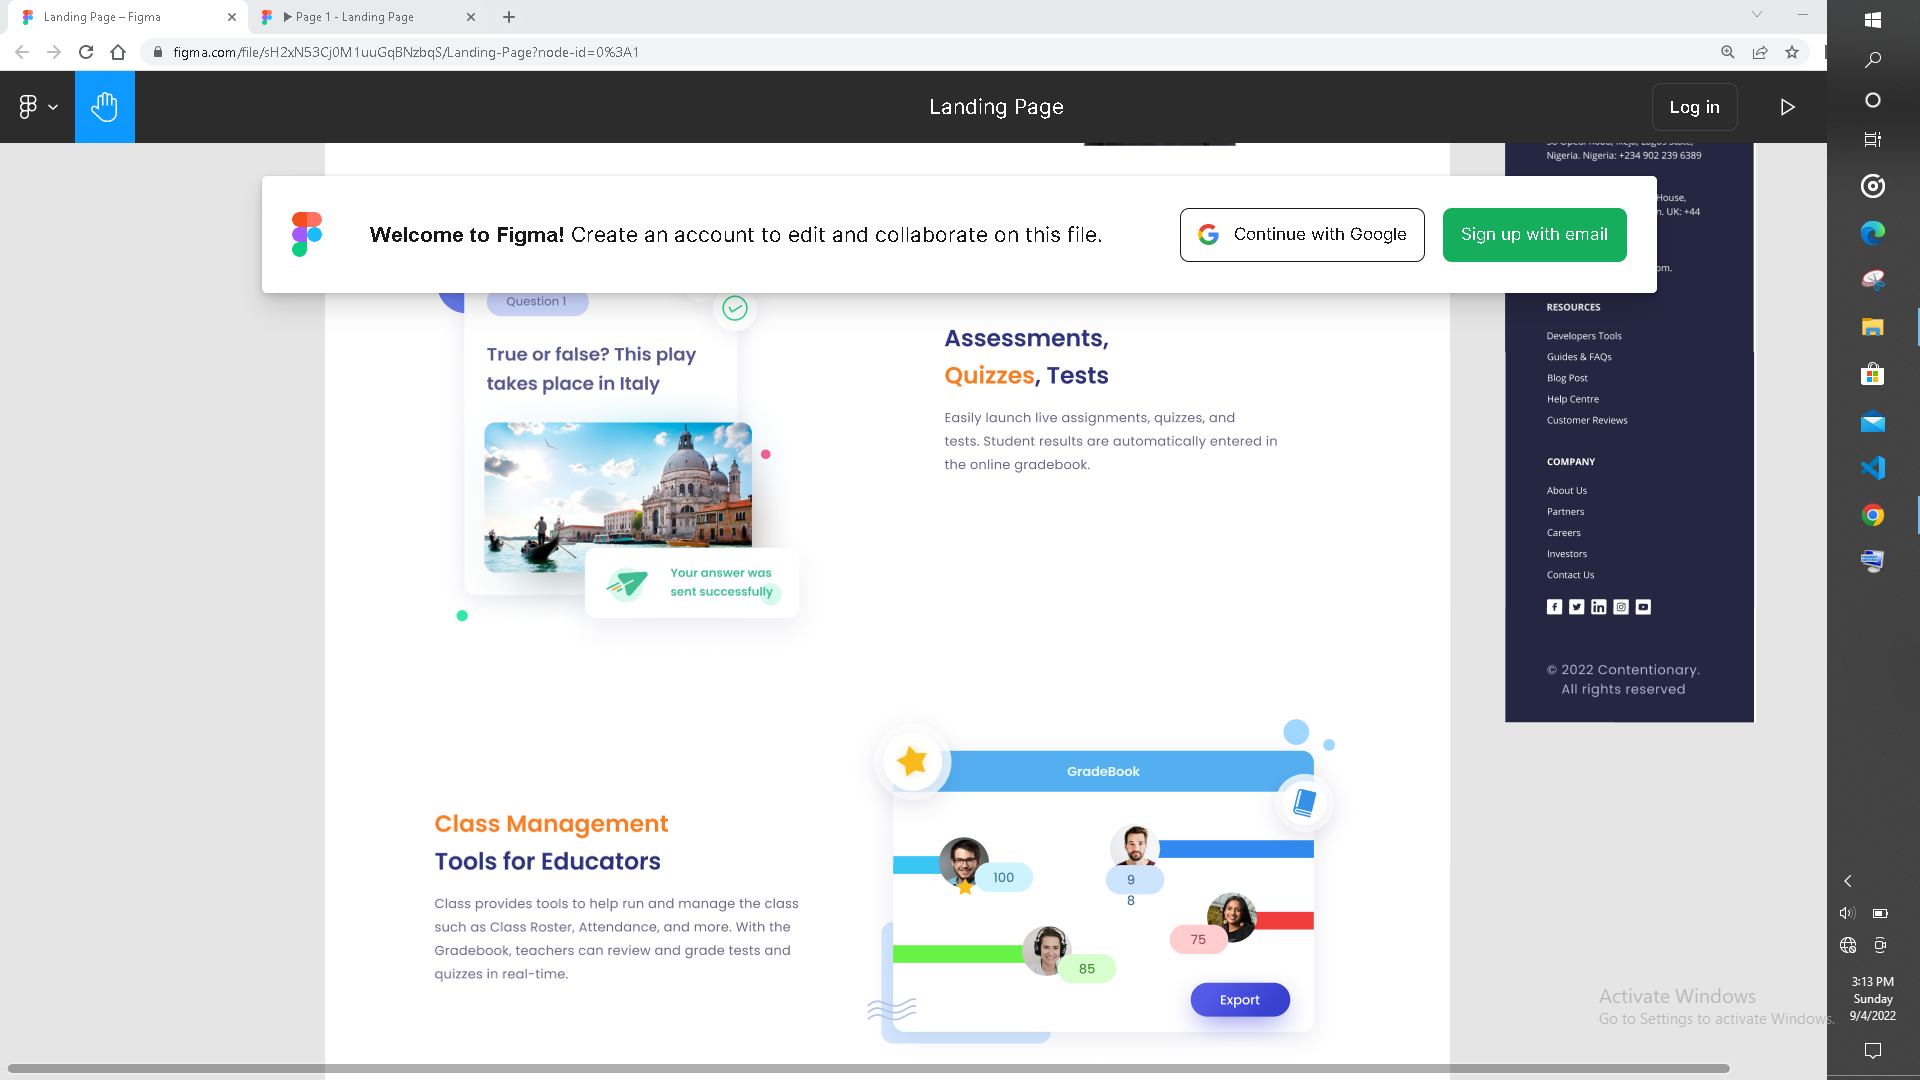 Landing Page – Figma
Page 1 - Landing Page
figma.com/file/sH2xN53Cj0M1uuGqBNzbqS/Landing-Page?node-id=0%3A1
Landing Page
Log in
Welcome to Figma! Create an account to edit and collaborate on this file.
Continue with Google
Sign up with email
Question 1
True or false? This play
takes place in Italy
Your answer was
sent successfully
Assessments,
Quizzes, Tests
Easily launch live assignments, quizzes, and
tests. Student results are automatically entered in
the online gradebook.
Class Management
Tools for Educators
Class provides tools to help run and manage the class
such as Class Roster, Attendance, and more. With the
Gradebook, teachers can review and grade tests and
quizzes in real-time.
GradeBook
100
9
8
75
85
Export
Nigeria. Nigeria: +234 902 239 6389
House,
UK: +44
RESOURCES
Developers Tools
Guides & FAQs
Blog Post
Help Centre
Customer Reviews
COMPANY
About Us
Partners
Careers
Investors
Contact Us
© 2022 Contentionary.
All rights reserved
Activate Windows
Go to Settings to activate Windows.
3:13 PM
Sunday
9/4/2022